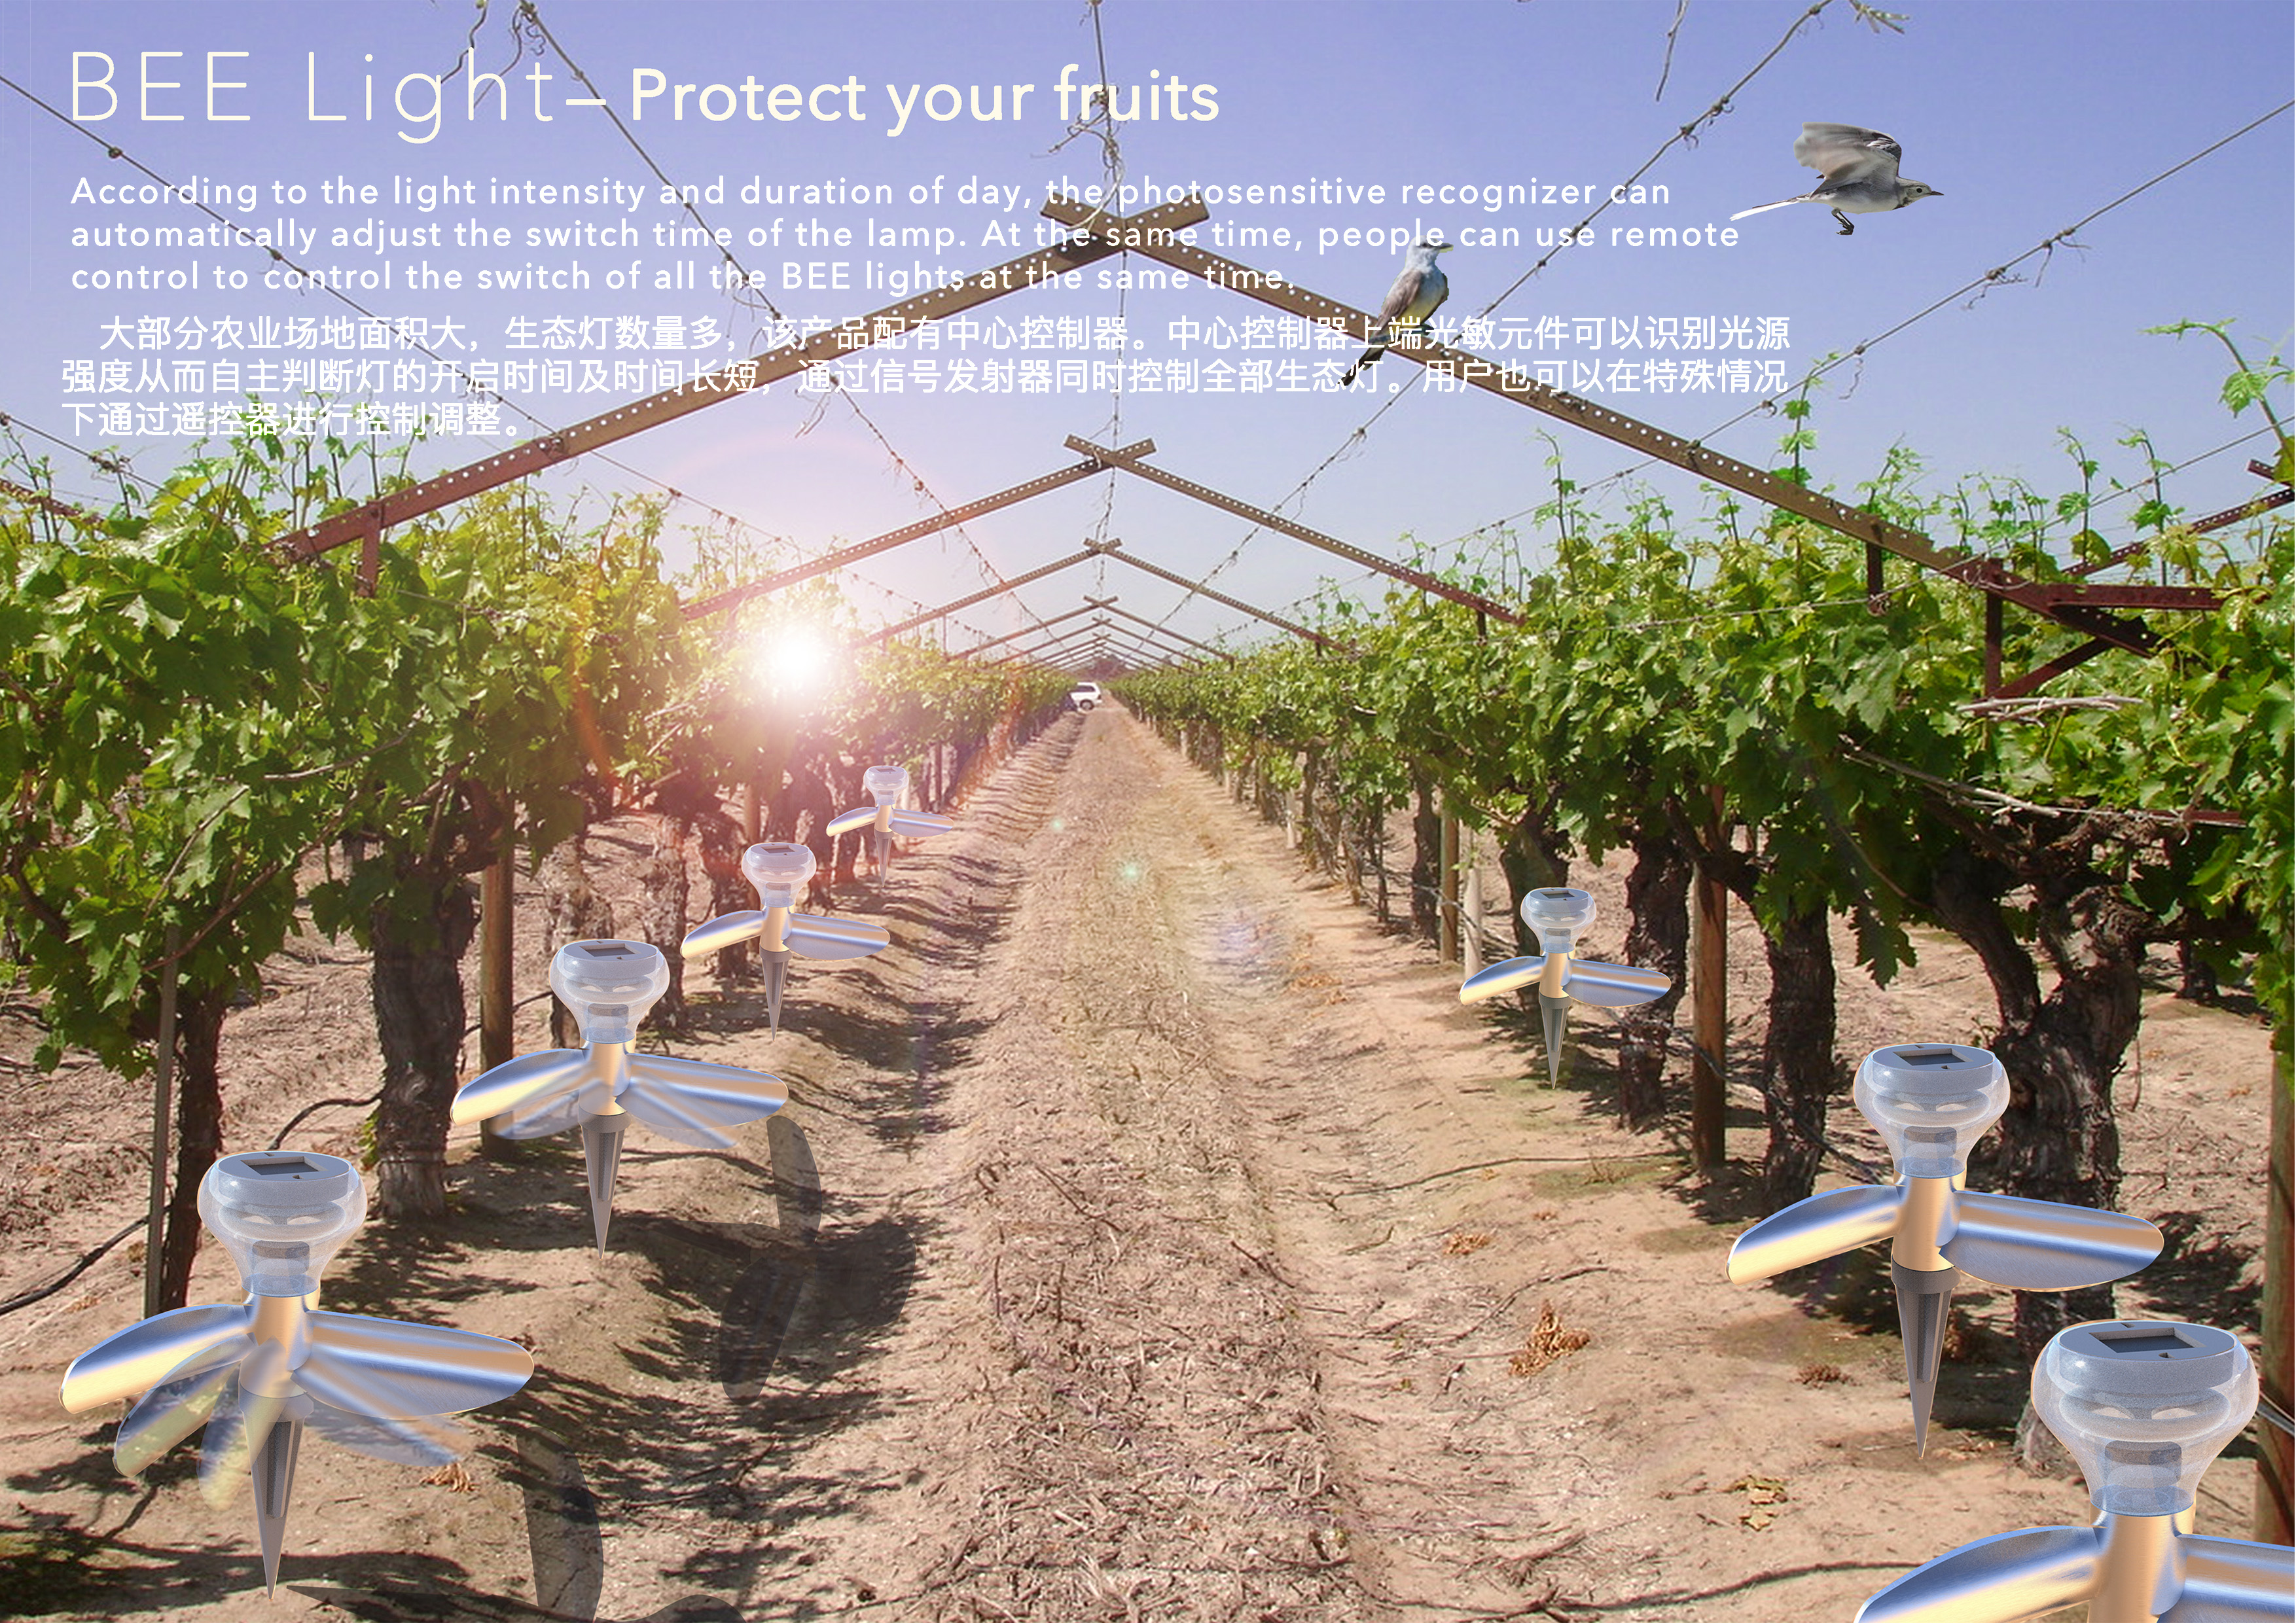 BEE Light– Protect your fruits
According to the light intensity and duration of day, the photosensitive recognizer can
automatically adjust the switch time of the lamp. At the same time, people can use remote
control to control the switch of all the BEE lights at the same time.
大部分农业场地面积大，生态灯数量多，该产品配有中心控制器。中心控制器上端光敏元件可以识别光源
强度从而自主判断灯的开启时间及时间长短，通过信号发射器同时控制全部生态灯。用户也可以在特殊情况
下通过遥控器进行控制调整。